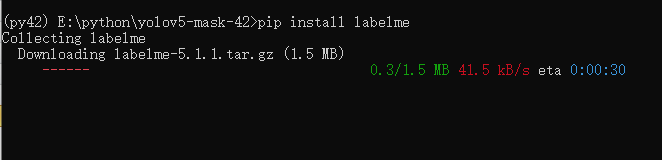 (py42) E:\python\yolov5-mask-42>pip install labelme
Collecting labelme
  Downloading labelme-5.1.1.tar.gz (1.5 MB)
     ------                                  0.3/1.5 MB 41.5 kB/s eta 0:00:30